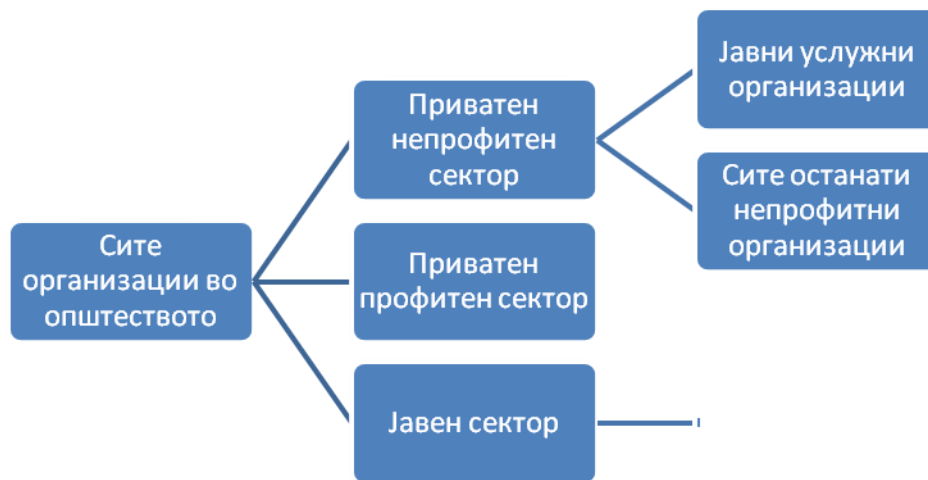 Сите
организации во
општеството
Приватен
непрофитен
сектор
Јавни услужни
организации
Сите останати
непрофитни
организации
Приватен
профитен сектор
Јавен сектор